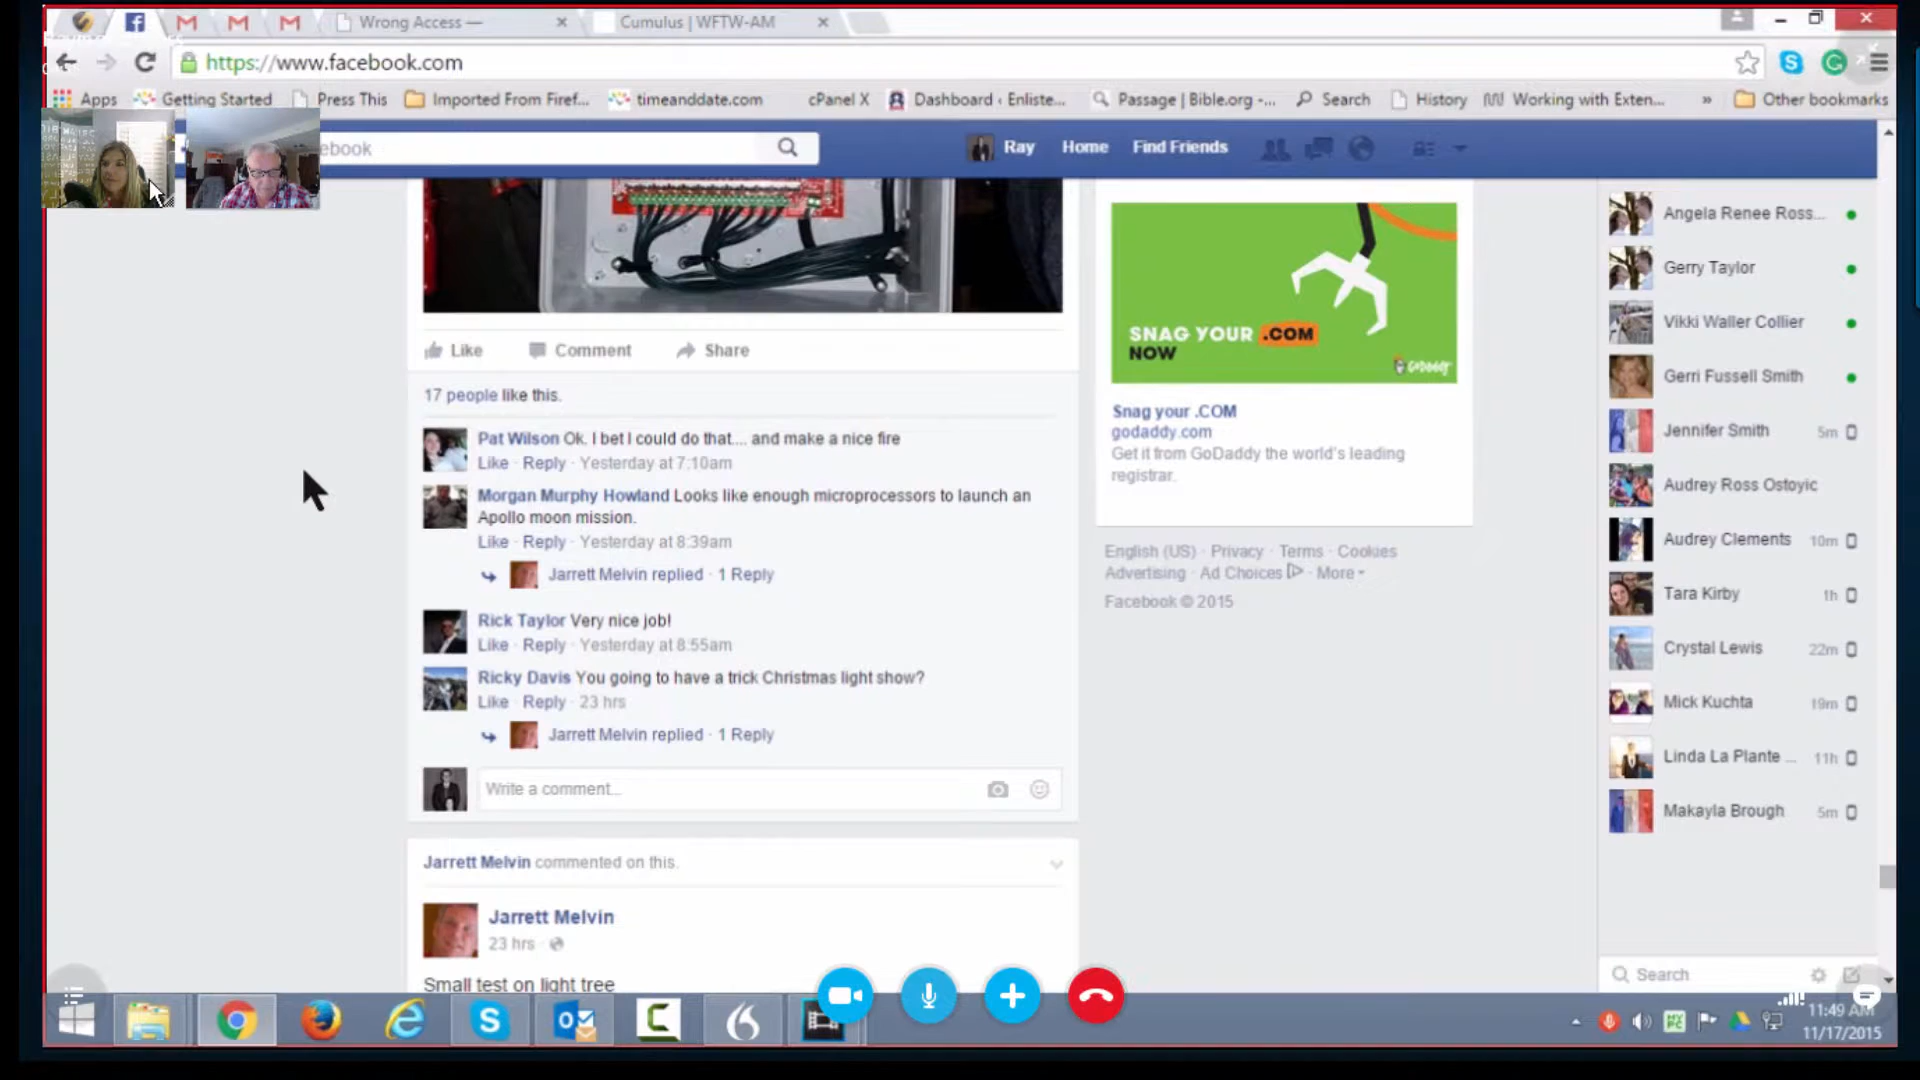 Wrong Access —
Cumulus | WFTW-AM
https://www.facebook.com
Apps
Getting Started
Press This
Imported From Firef...
timeanddate.com
cPanel X
Dashboard ‹ Enliste...
Passage | Bible.org -...
Search
History
Working with Exten...
»
Other bookmarks
ebook
Ray
Home
Find Friends
Like
Comment
Share
17 people like this.
Pat Wilson Ok. I bet I could do that.... and make a nice fire
Like · Reply · Yesterday at 7:10am
Morgan Murphy Howland Looks like enough microprocessors to launch an
Apollo moon mission.
Like · Reply · Yesterday at 8:39am
Jarrett Melvin replied · 1 Reply
Rick Taylor Very nice job!
Like · Reply · Yesterday at 8:55am
Ricky Davis You going to have a trick Christmas light show?
Like · Reply · 23 hrs
Jarrett Melvin replied · 1 Reply
Write a comment...
Jarrett Melvin commented on this.
Jarrett Melvin
23 hrs ·
Small test on light tree
SNAG YOUR .COM
NOW
GoDaddy
Snag your .COM
godaddy.com
Get it from GoDaddy the world's leading
registrar.
English (US) · Privacy · Terms · Cookies ·
Advertising · Ad Choices · More
Facebook © 2015
Angela Renee Ross...
Gerry Taylor
Vikki Waller Collier
Gerri Fussell Smith
Jennifer Smith 5m
Audrey Ross Ostoyic
Audrey Clements 10m
Tara Kirby 1h
Crystal Lewis 22m
Mick Kuchta 19m
Linda La Plante ... 11h
Makayla Brough 5m
Search
11:49 AM
11/17/2015